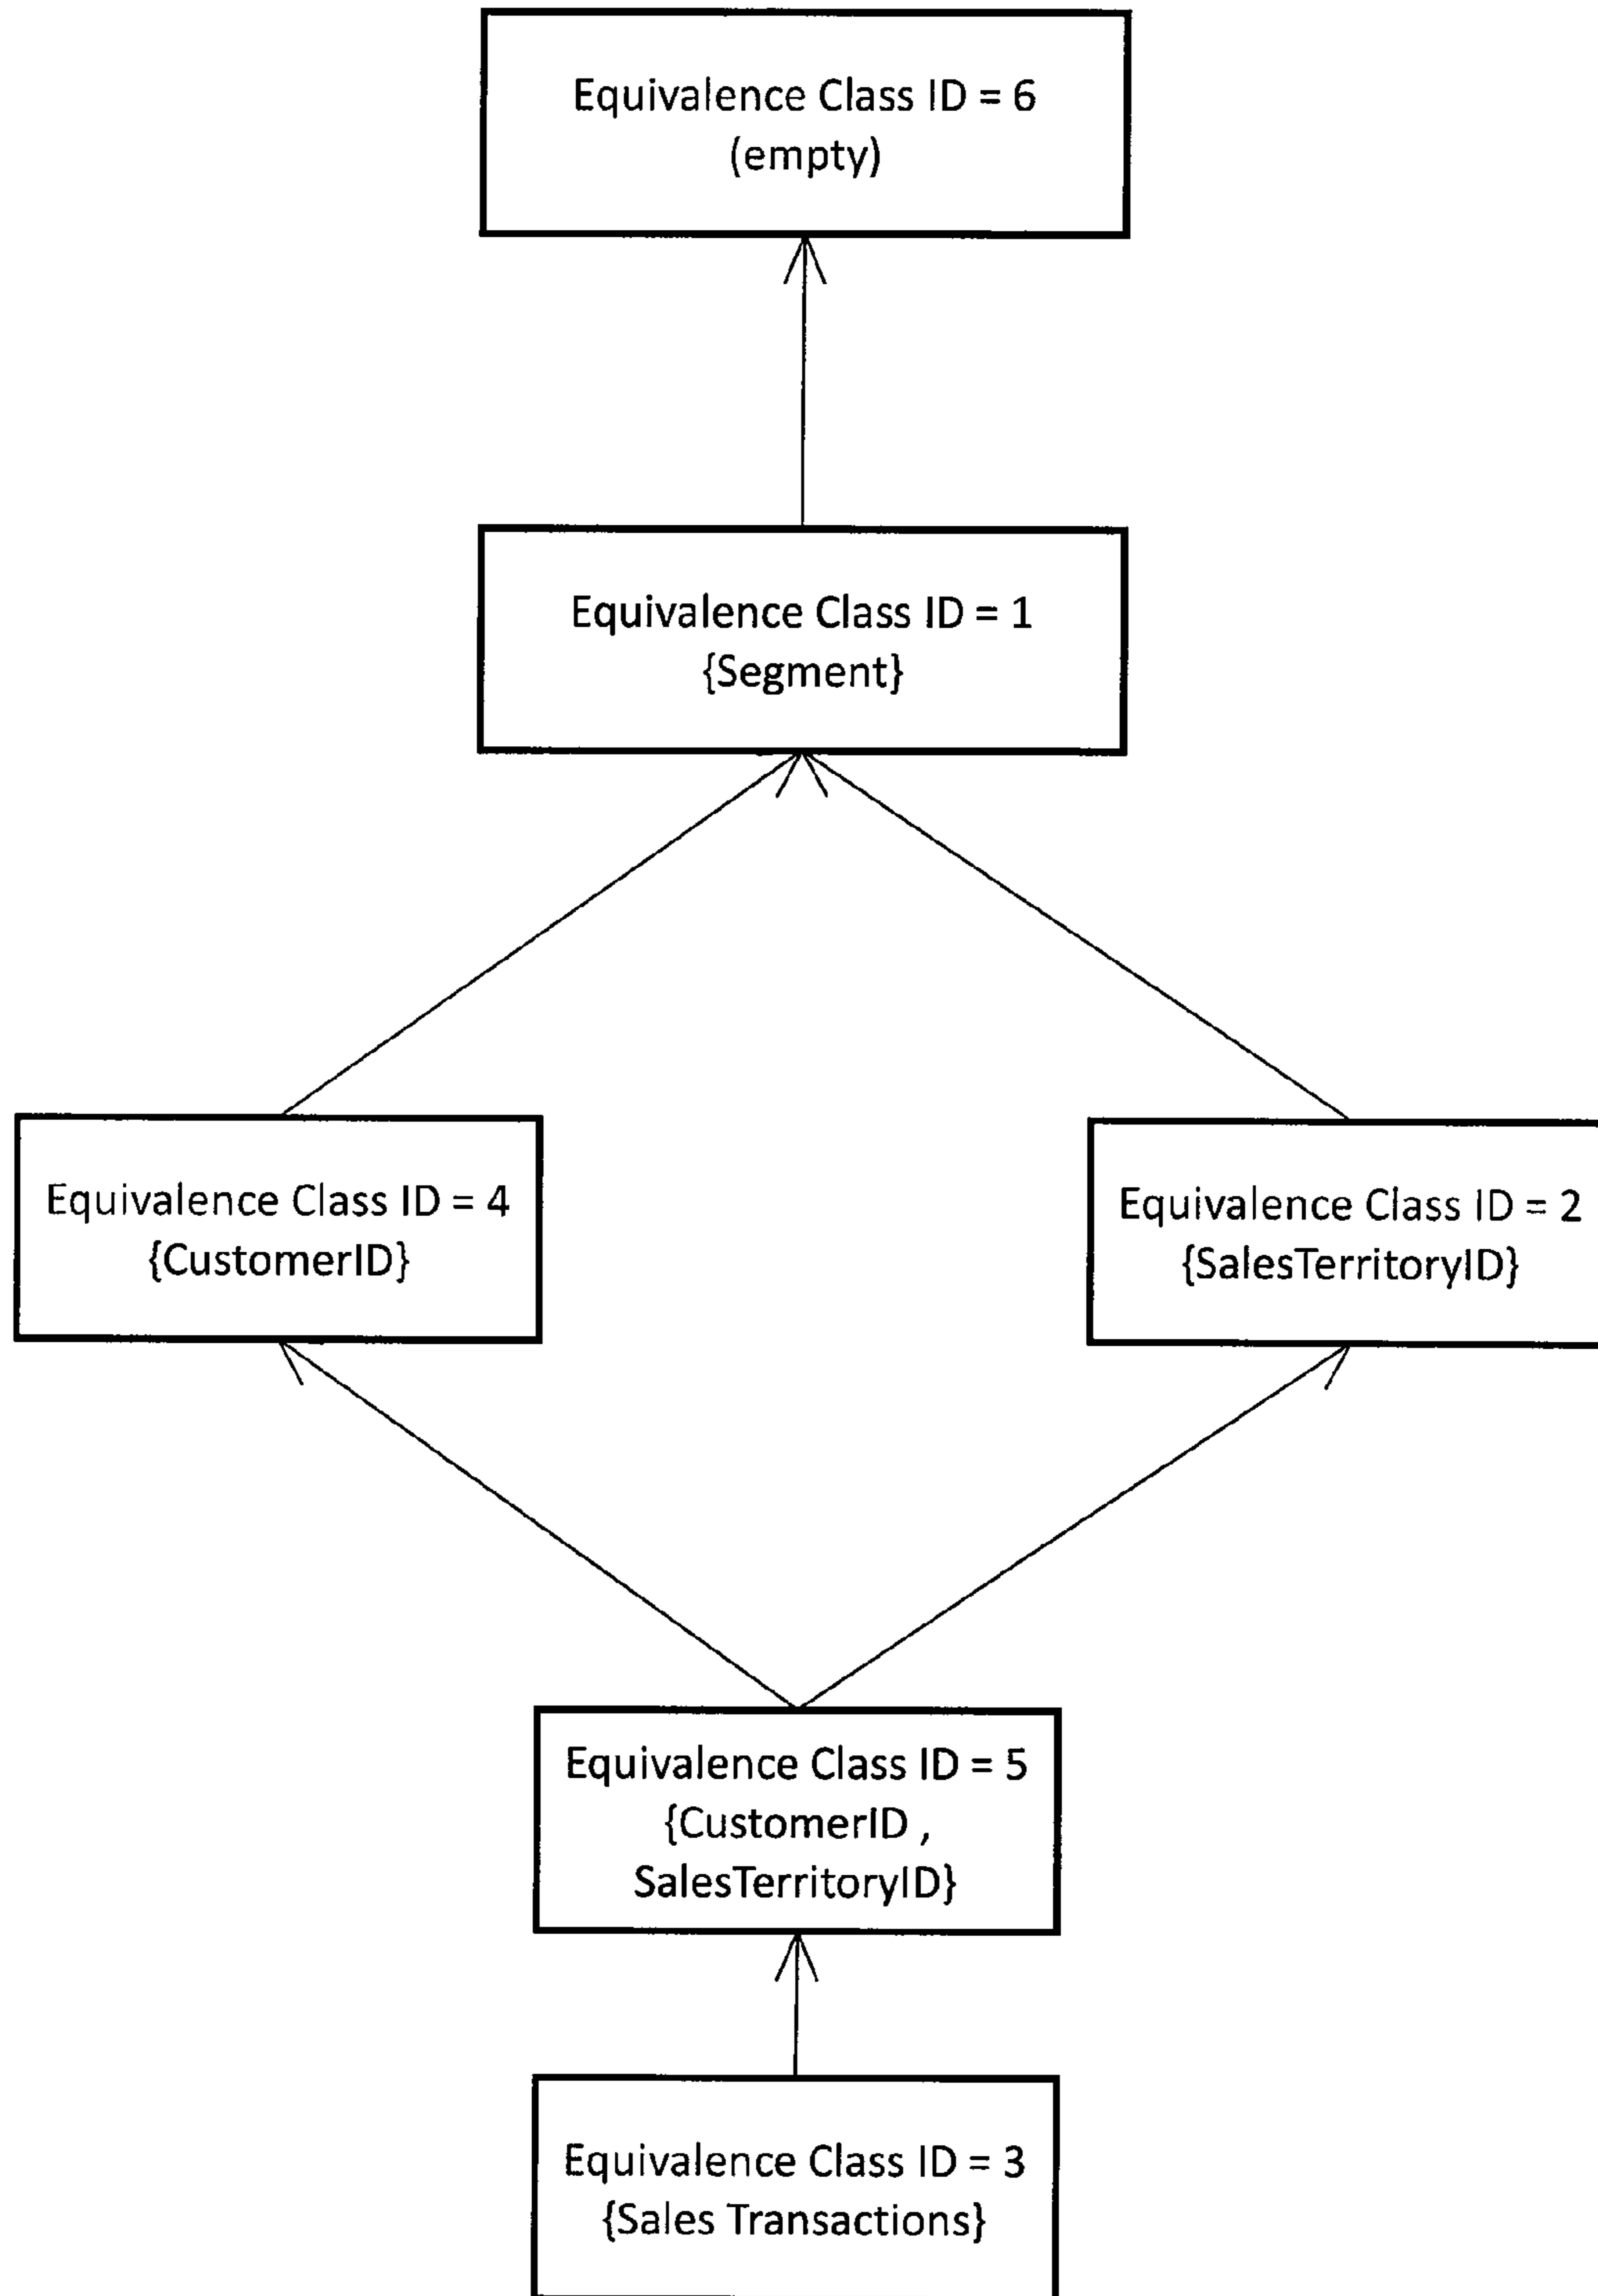 Equivalence Class ID = 6
(empty)
Equivalence Class ID = 1
{Segment}
Equivalence Class ID = 4
{CustomerID}
Equivalence Class ID = 2
{SalesTerritoryID}
Equivalence Class ID = 5
{CustomerID ,
SalesTerritoryID}
Equivalence Class ID = 3
{Sales Transactions}